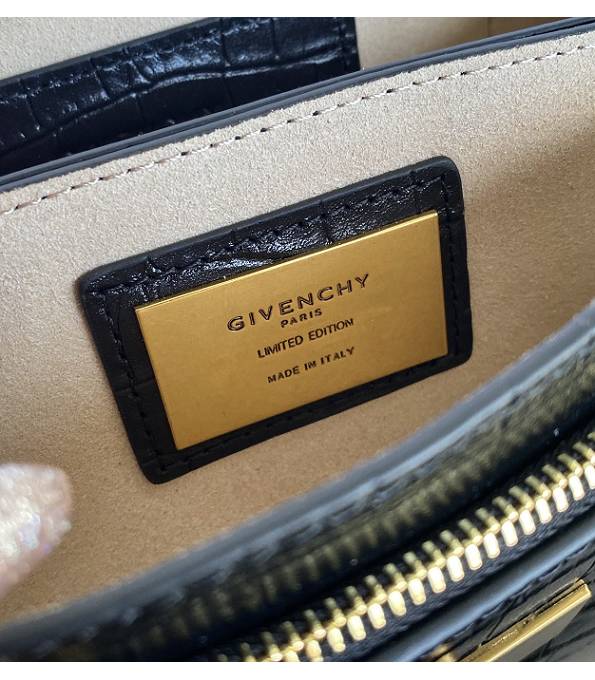 GIVENCHY
PARIS
LIMITED EDITION
MADE IN ITALY